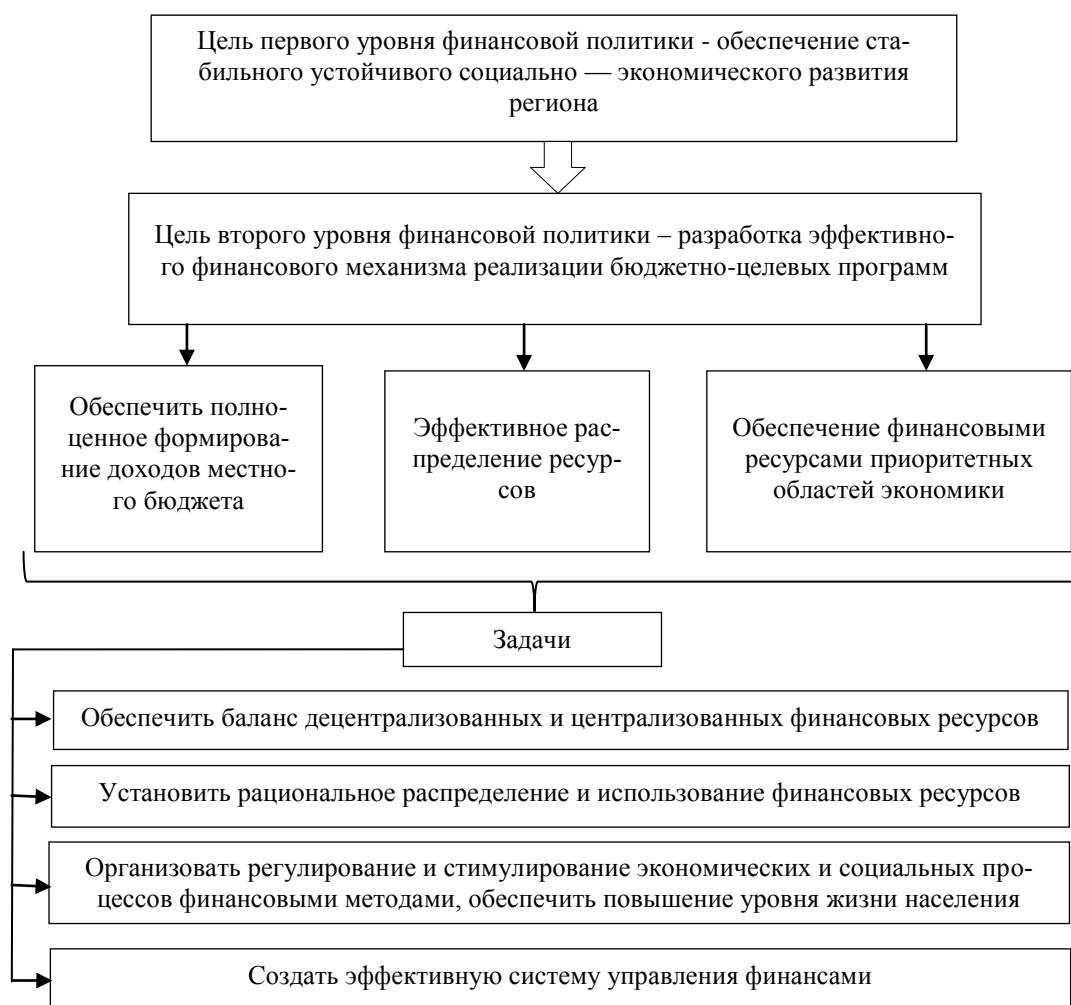 Цель первого уровня финансовой политики - обеспечение ста-
бильного устойчивого социально — экономического развития
региона
Цель второго уровня финансовой политики – разработка эффективно-
го финансового механизма реализации бюджетно-целевых программ
Обеспечить полно-
ценное формирова-
ние доходов местно-
го бюджета
Эффективное рас-
пределение ресур-
сов
Обеспечение финансовыми
ресурсами приоритетных
областей экономики
Задачи
Обеспечить баланс децентрализованных и централизованных финансовых ресурсов
Установить рациональное распределение и использование финансовых ресурсов
Организовать регулирование и стимулирование экономических и социальных про-
цессов финансовыми методами, обеспечить повышение уровня жизни населения
Создать эффективную систему управления финансами